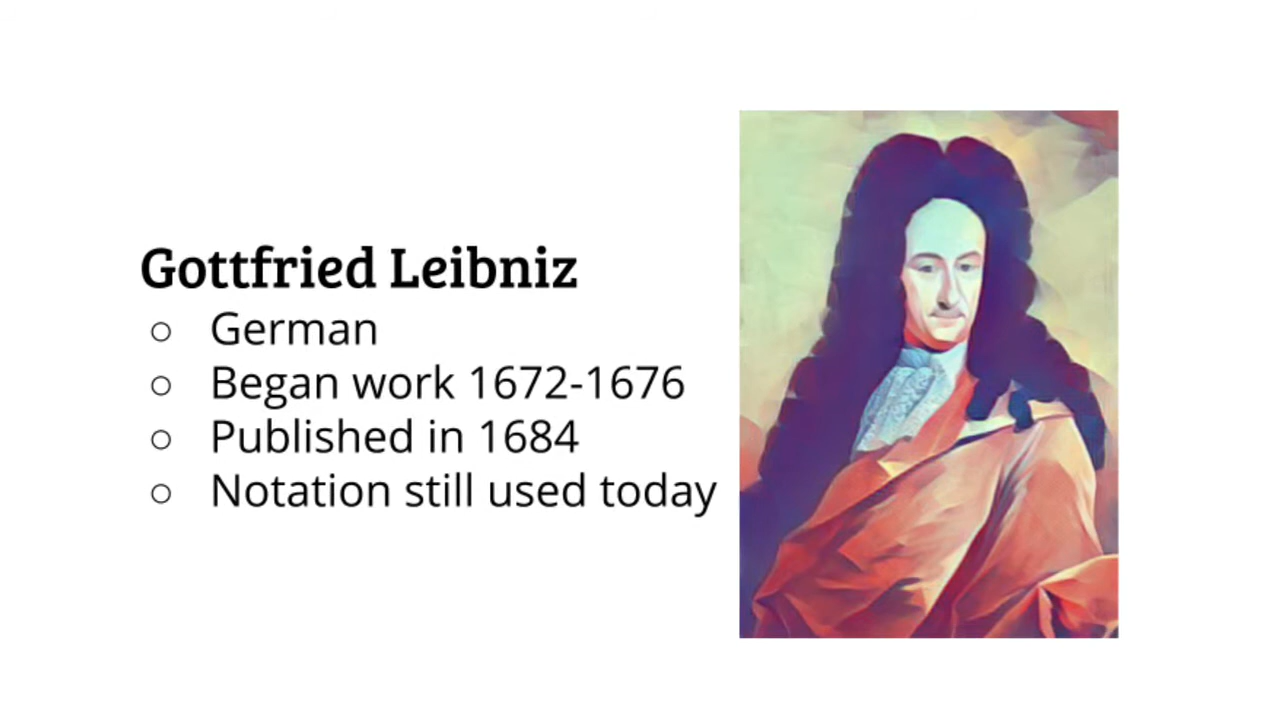 Gottfried Leibniz
○ German
○ Began work 1672-1676
○ Published in 1684
○ Notation still used today